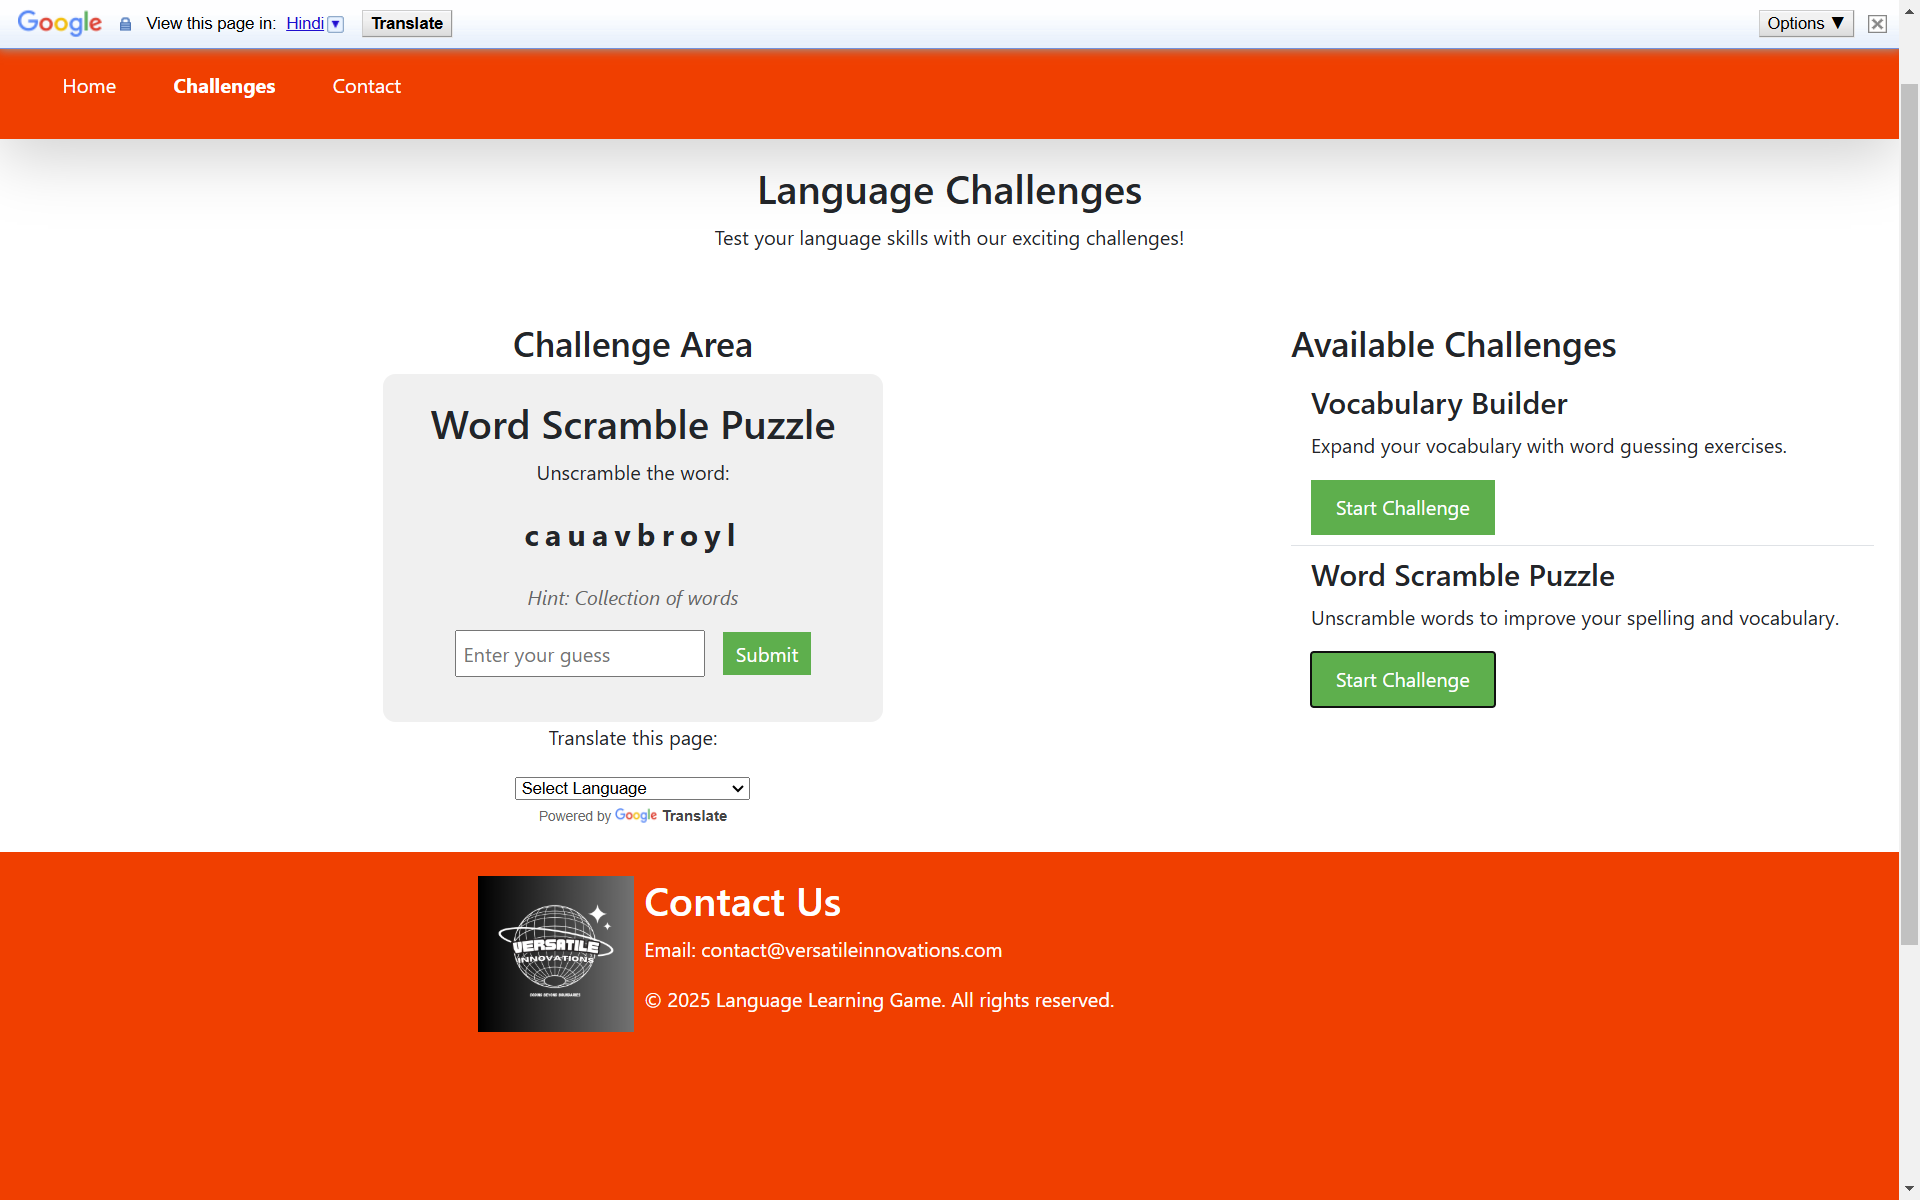 Google View this page in: Hindi ▼ Translate Options ▼
Home Challenges Contact
Language Challenges
Test your language skills with our exciting challenges!
Challenge Area
Word Scramble Puzzle
Unscramble the word:
cauavbroyl
Hint: Collection of words
Enter your guess Submit
Translate this page:
Select Language
Powered by Google Translate
Available Challenges
Vocabulary Builder
Expand your vocabulary with word guessing exercises.
Start Challenge
Word Scramble Puzzle
Unscramble words to improve your spelling and vocabulary.
Start Challenge
VERSATILE
INNOVATIONS
CODING BEYOND BOUNDARIES
Contact Us
Email: contact@versatileinnovations.com
© 2025 Language Learning Game. All rights reserved.